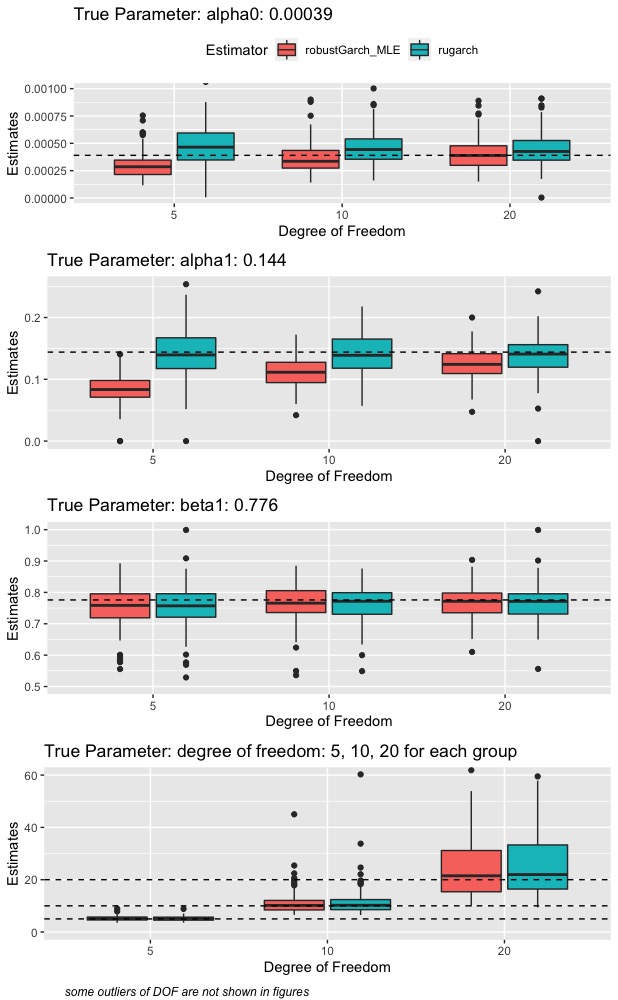 True Parameter: alpha0: 0.00039
Estimator robustGarch_MLE rugarch
0.00100
0.00075
0.00050
0.00025
0.00000
Estimates
5 10 20
Degree of Freedom
True Parameter: alpha1: 0.144
0.2
0.1
0.0
Estimates
5 10 20
Degree of Freedom
True Parameter: beta1: 0.776
1.0
0.9
0.8
0.7
0.6
0.5
Estimates
5 10 20
Degree of Freedom
True Parameter: degree of freedom: 5, 10, 20 for each group
60
40
20
0
Estimates
5 10 20
Degree of Freedom
some outliers of DOF are not shown in figures